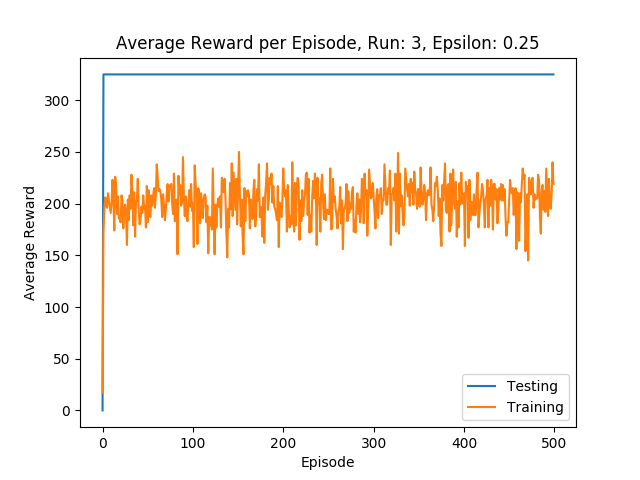 Average Reward per Episode, Run: 3, Epsilon: 0.25
Average Reward
300
250
200
150
100
50
0
Testing
Training
0 100 200 300 400 500
Episode